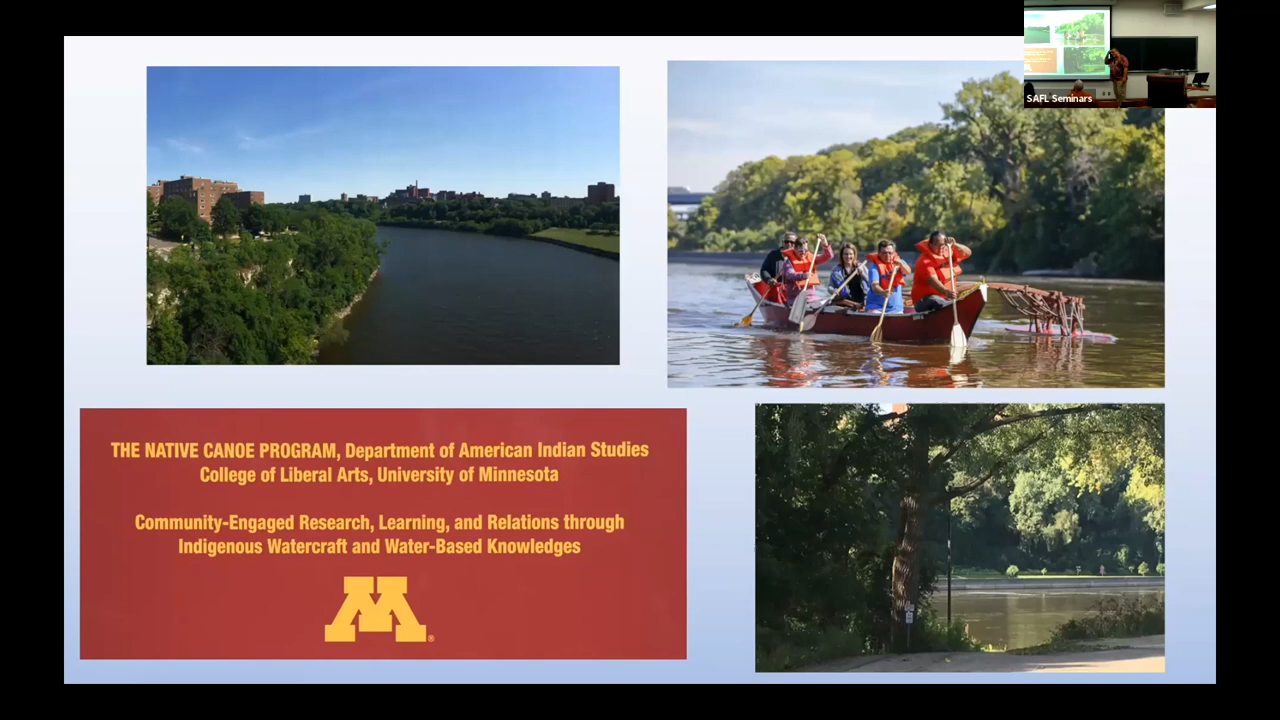 SAFL Seminars
THE NATIVE CANOE PROGRAM, Department of American Indian Studies
College of Liberal Arts, University of Minnesota
Community-Engaged Research, Learning, and Relations through
Indigenous Watercraft and Water-Based Knowledges
M®